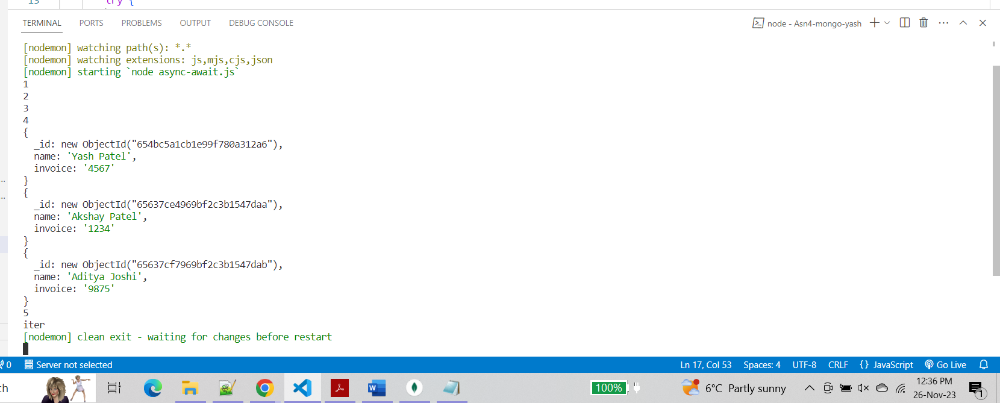 13 try {
TERMINAL PORTS PROBLEMS OUTPUT DEBUG CONSOLE node - Asn4-mongo-yash
[nodemon] watching path(s): *.*
[nodemon] watching extensions: js,mjs,cjs,json
[nodemon] starting `node async-await.js`
1
2
3
4
{
_id: new ObjectId("654bc5a1cb1e99f780a312a6"),
name: 'Yash Patel',
invoice: '4567'
}
{
_id: new ObjectId("65637ce4969bf2c3b1547daa"),
name: 'Akshay Patel',
invoice: '1234'
}
{
_id: new ObjectId("65637cf7969bf2c3b1547dab"),
name: 'Aditya Joshi',
invoice: '9875'
}
5
iter
[nodemon] clean exit - waiting for changes before restart
0 Server not selected Ln 17, Col 53 Spaces: 4 UTF-8 CRLF {} JavaScript Go Live
ch 100% 6°C Partly sunny 12:36 PM
26-Nov-23 1